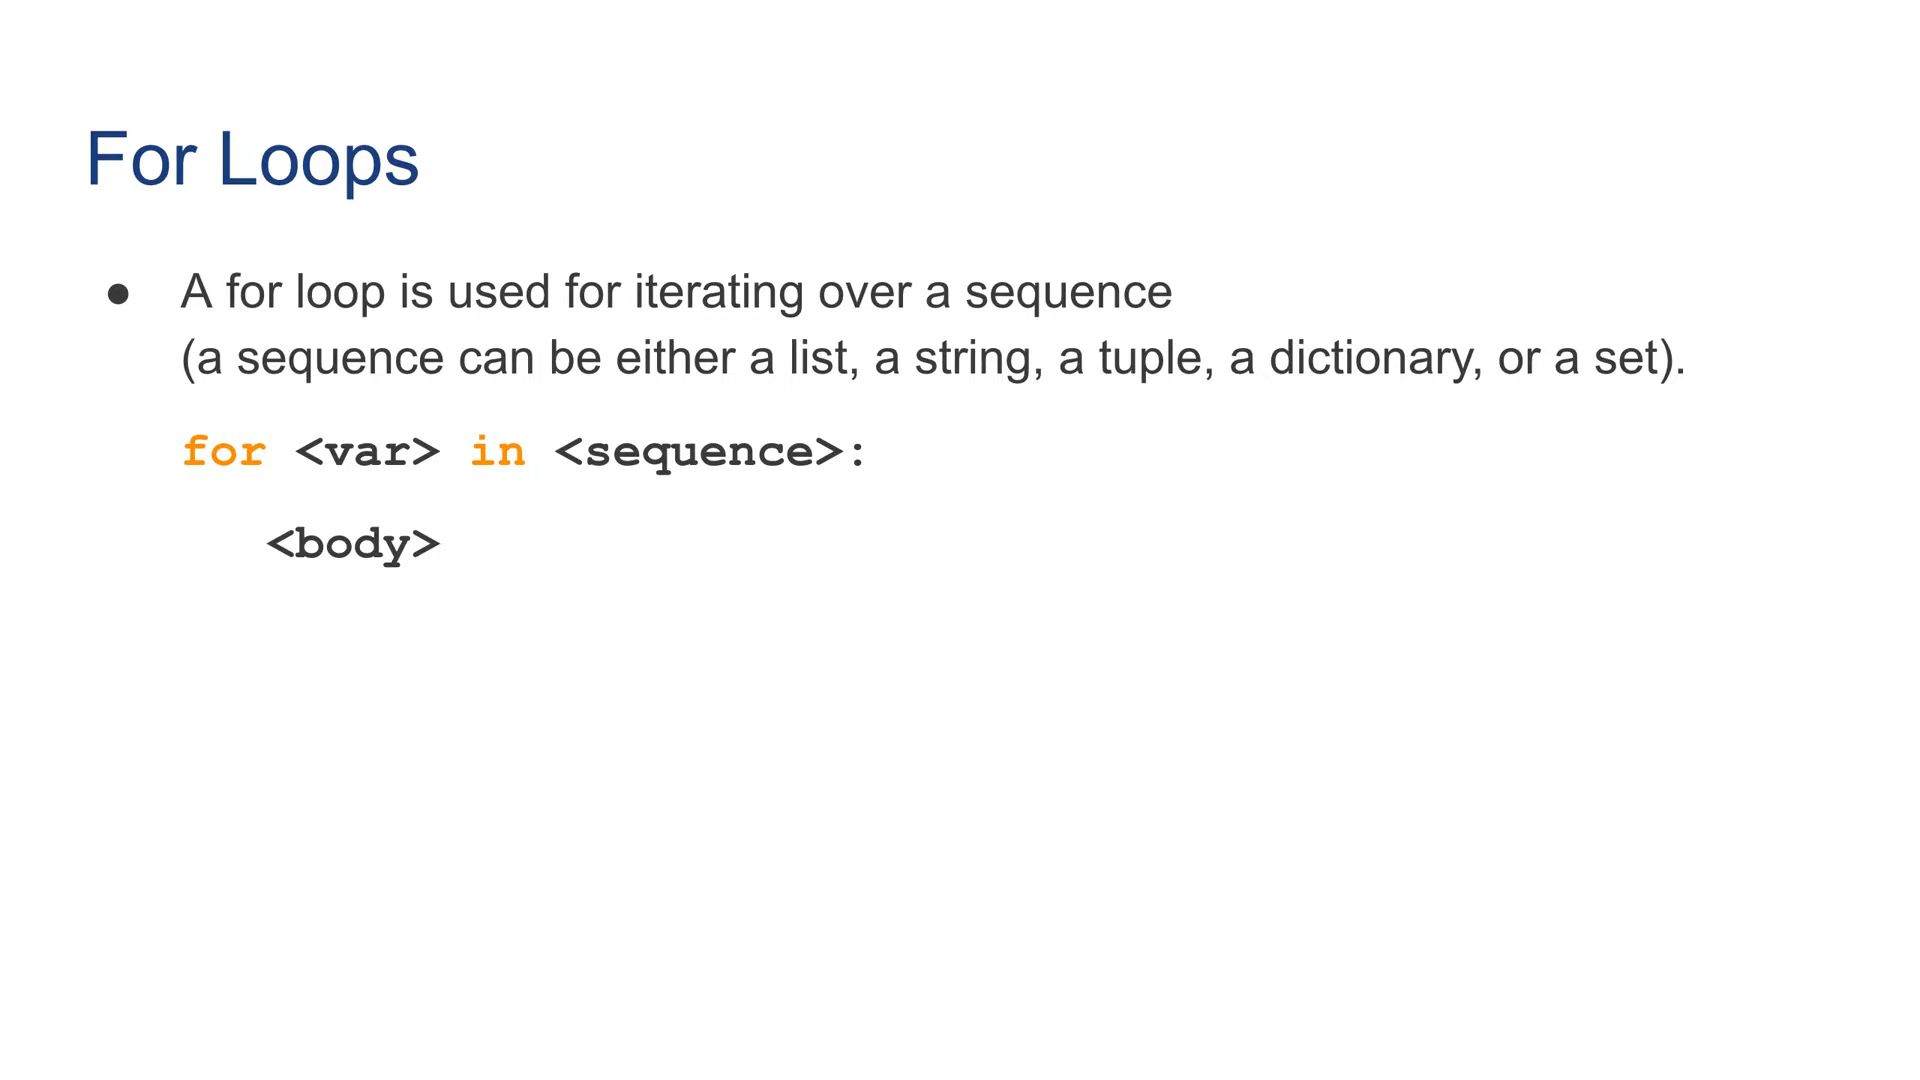 For Loops
● A for loop is used for iterating over a sequence
(a sequence can be either a list, a string, a tuple, a dictionary, or a set).
for <var> in <sequence>:
<body>